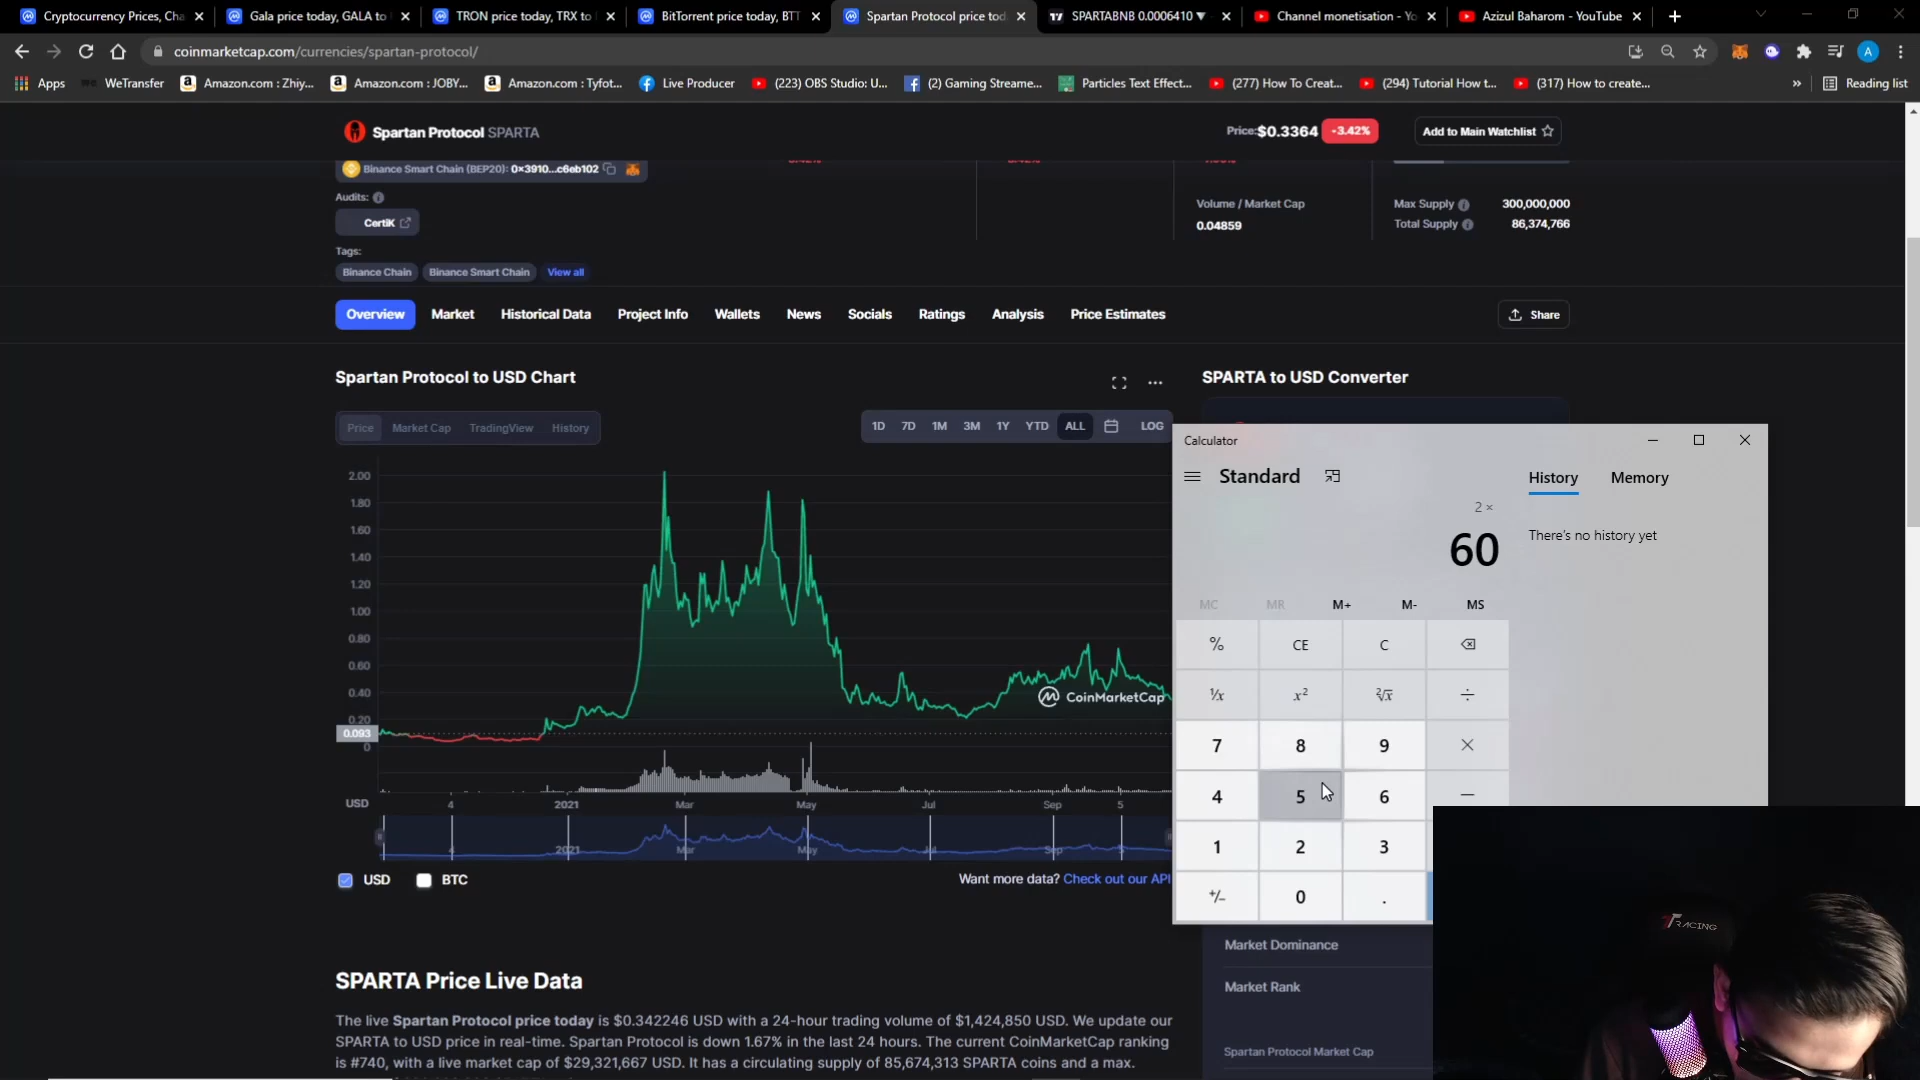 Cryptocurrency Prices, Cha
Gala price today, GALA to
TRON price today, TRX to
BitTorrent price today, BTT
Spartan Protocol price tod
SPARTABNB 0.0006410 ▼
Channel monetisation - Yo
Azizul Baharom - YouTube
coinmarketcap.com/currencies/spartan-protocol/
A
Apps
WeTransfer
Amazon.com : Zhiy...
Amazon.com : JOBY...
Amazon.com : Tyfot...
Live Producer
(223) OBS Studio: U...
(2) Gaming Streame...
Particles Text Effect...
(277) How To Create...
(294) Tutorial How t...
(317) How to create...
»
Reading list
Spartan Protocol SPARTA
Price: $0.3364 -3.42%
Add to Main Watchlist
Binance Smart Chain (BEP20): 0x3910...c6eb102
Audits:
CertiK
Tags:
Binance Chain
Binance Smart Chain
View all
Volume / Market Cap
0.04859
Max Supply 300,000,000
Total Supply 86,374,766
Overview
Market
Historical Data
Project Info
Wallets
News
Socials
Ratings
Analysis
Price Estimates
Share
Spartan Protocol to USD Chart
Price
Market Cap
TradingView
History
1D
7D
1M
3M
1Y
YTD
ALL
LOG
2.00
1.80
1.60
1.40
1.20
1.00
0.80
0.60
0.40
0.20
0.093
0
CoinMarketCap
USD
4
2021
Mar
May
Jul
Sep
5
4
2021
Mar
May
Jul
Sep
5
USD
BTC
Want more data? Check out our API
SPARTA Price Live Data
The live Spartan Protocol price today is $0.342246 USD with a 24-hour trading volume of $1,424,850 USD. We update our
SPARTA to USD price in real-time. Spartan Protocol is down 1.67% in the last 24 hours. The current CoinMarketCap ranking
is #740, with a live market cap of $29,321,667 USD. It has a circulating supply of 85,674,313 SPARTA coins and a max.
SPARTA to USD Converter
Calculator
Standard
History
Memory
2 ×
60
There's no history yet
MC
MR
M+
M-
MS
%
CE
C
⌫
1/x
x²
²√x
÷
7
8
9
×
4
5
6
−
1
2
3
+/−
0
.
Market Dominance
Market Rank
Spartan Protocol Market Cap
RACING